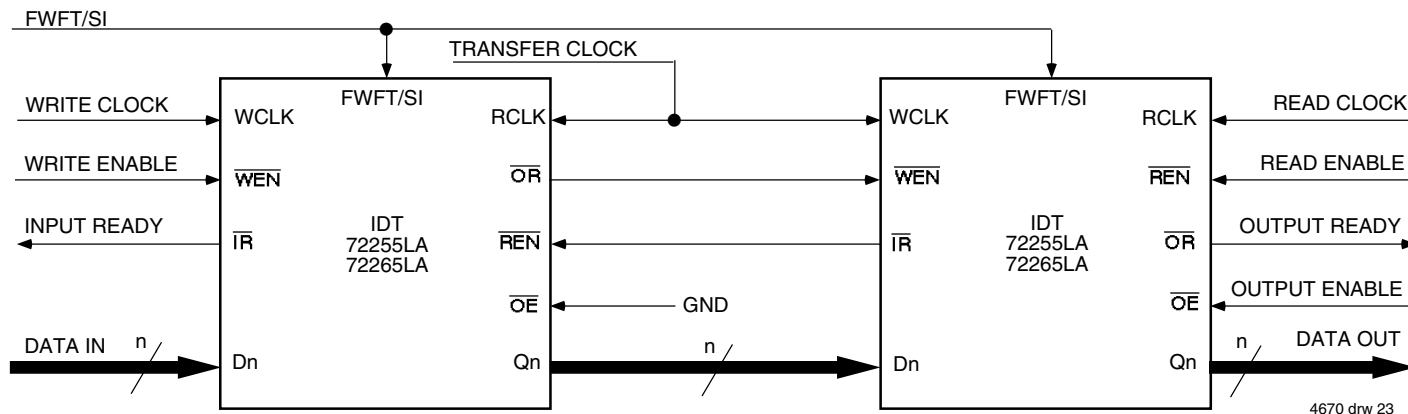 FWFT/SI
TRANSFER CLOCK
FWFT/SI
FWFT/SI
WRITE CLOCK
WCLK
RCLK
WCLK
RCLK
READ CLOCK
WRITE ENABLE
WEN
OR
WEN
REN
READ ENABLE
INPUT READY
IR
IDT
72255LA
72265LA
REN
IR
IDT
72255LA
72265LA
OR
OUTPUT READY
OE
GND
OE
OUTPUT ENABLE
DATA IN
n
Dn
Qn
n
Dn
Qn
n
DATA OUT
4670 drw 23